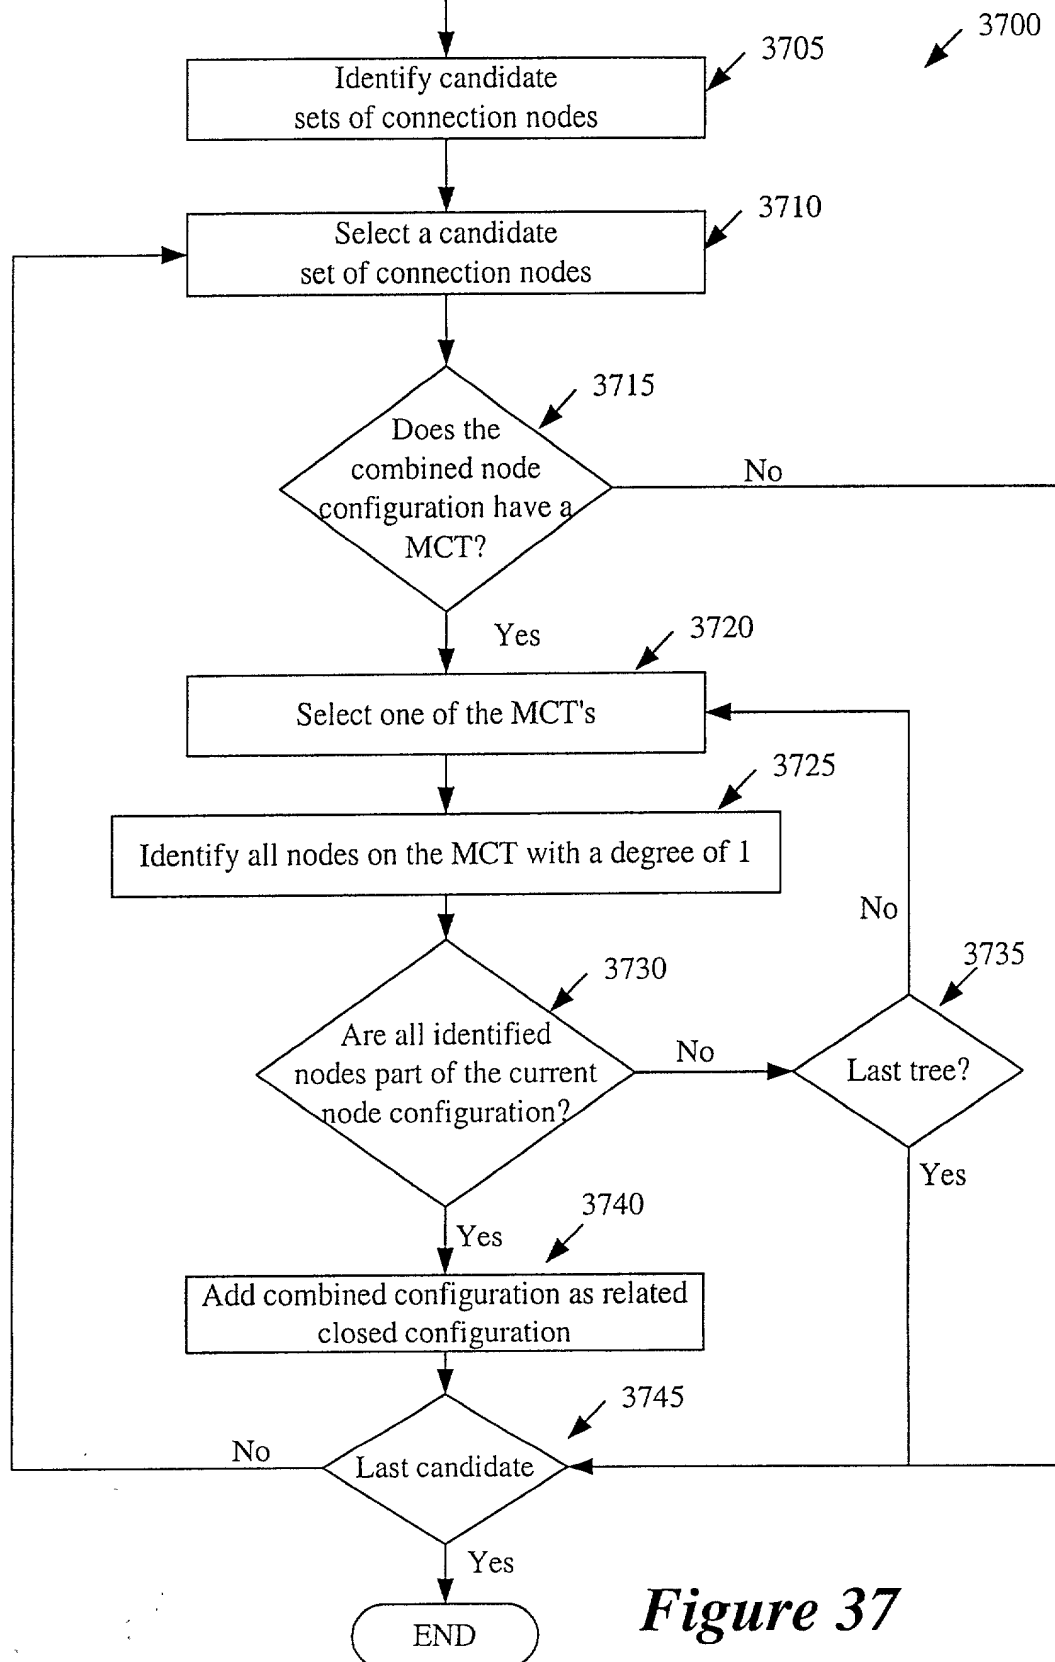 3700
3705
Identify candidate
sets of connection nodes
3710
Select a candidate
set of connection nodes
3715
Does the
combined node
configuration have a
MCT?
No
Yes
3720
Select one of the MCT's
3725
Identify all nodes on the MCT with a degree of 1
No
3730
3735
Are all identified
nodes part of the current
node configuration?
No
Last tree?
Yes
3740
Yes
Add combined configuration as related
closed configuration
3745
No
Last candidate
Yes
END
Figure 37